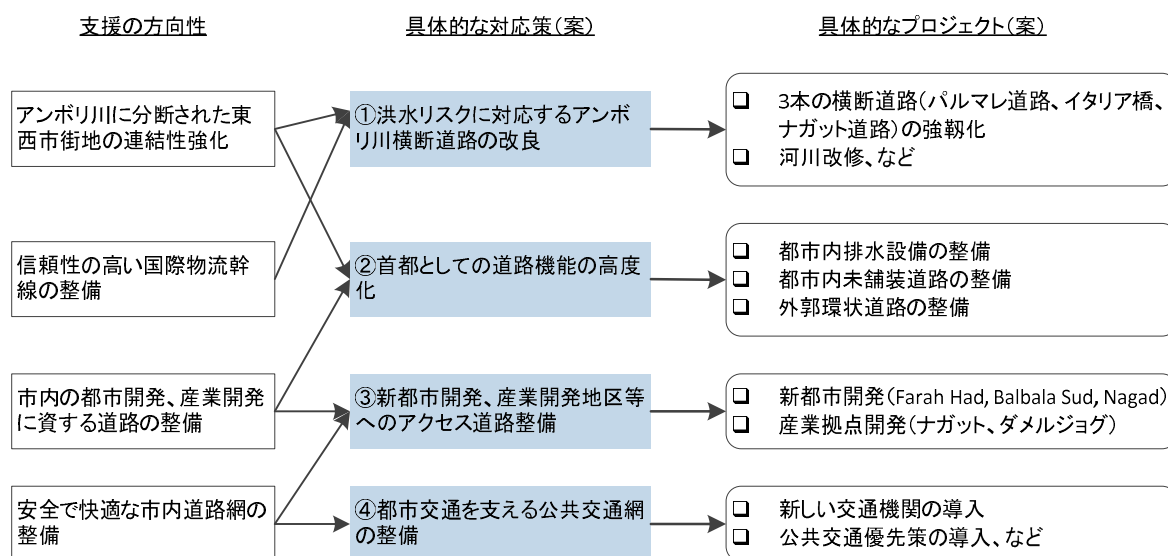 支援の方向性
具体的な対応策(案)
具体的なプロジェクト(案)
アンボリ川に分断された東
西市街地の連結性強化
①洪水リスクに対応するアンボ
リ川横断道路の改良
❑ 3本の横断道路(パルマレ道路、イタリア橋、
ナガット道路)の強靱化
❑ 河川改修、など
信頼性の高い国際物流幹
線の整備
②首都としての道路機能の高度
化
❑ 都市内排水設備の整備
❑ 都市内未舗装道路の整備
❑ 外郭環状道路の整備
市内の都市開発、産業開発
に資する道路の整備
③新都市開発、産業開発地区等
へのアクセス道路整備
❑ 新都市開発(Farah Had, Balbala Sud, Nagad)
❑ 産業拠点開発(ナガット、ダメルジョグ)
安全で快適な市内道路網の
整備
④都市交通を支える公共交通網
の整備
❑ 新しい交通機関の導入
❑ 公共交通優先策の導入、など